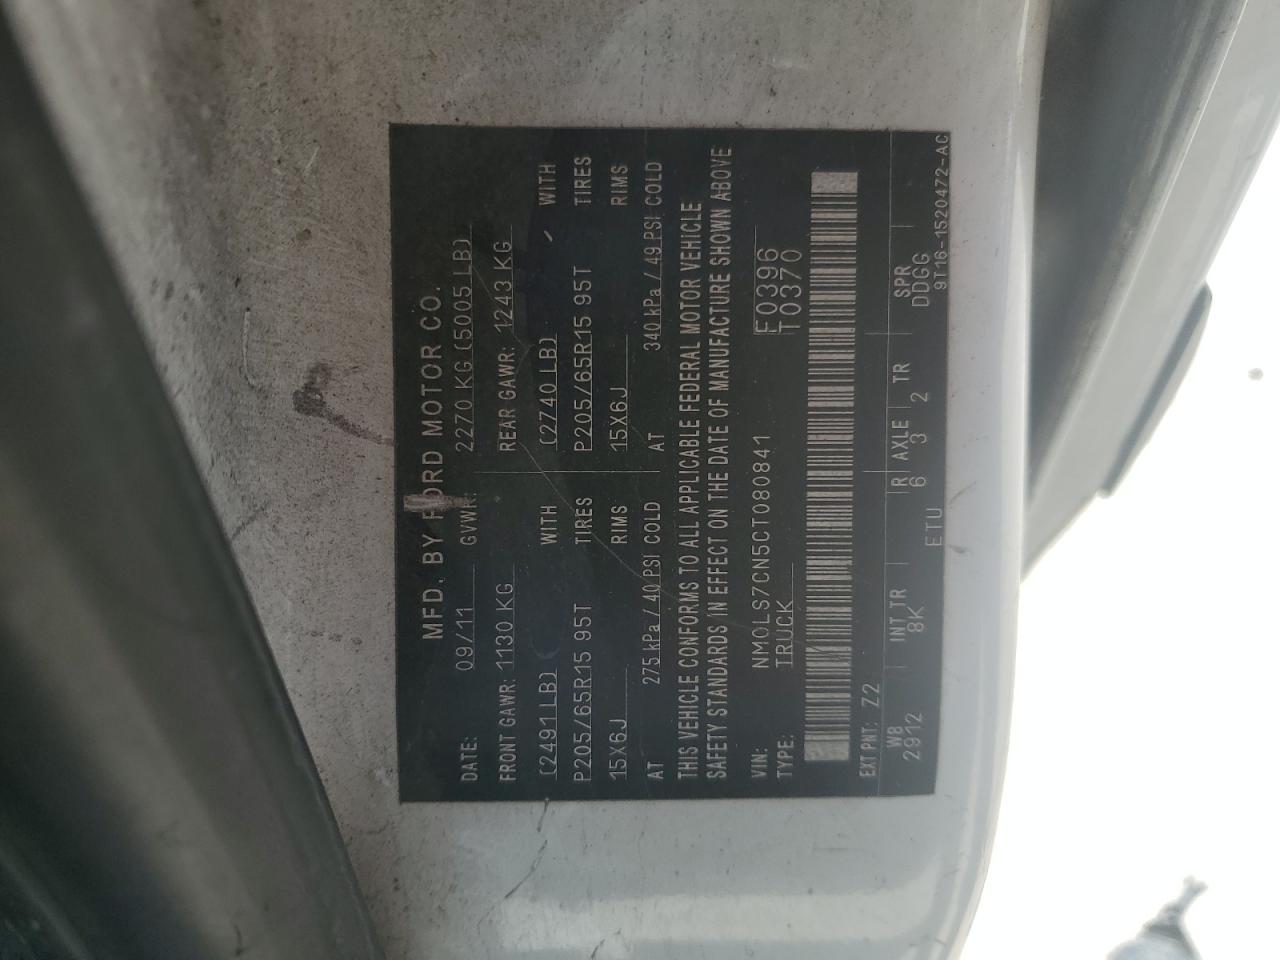 MFD. BY FORD MOTOR CO.
DATE: 09/11 GVWR: 2270 KG (5005 LB)
FRONT GAWR: 1130 KG REAR GAWR: 1243 KG
(2491 LB) WITH (2740 LB) WITH
P205/65R15 95T TIRES P205/65R15 95T TIRES
15X6J RIMS 15X6J RIMS
AT 275 kPa / 40 PSI COLD AT 340 kPa / 49 PSI COLD
THIS VEHICLE CONFORMS TO ALL APPLICABLE FEDERAL MOTOR VEHICLE
SAFETY STANDARDS IN EFFECT ON THE DATE OF MANUFACTURE SHOWN ABOVE
VIN: NM0LS7CN5CT080841 F0396
TYPE: TRUCK T0370
EXT PNT: Z2
WB INT TR R AXLE TR SPR
2912 8K 6 3 2 DDGG
ETU 9T16-1520472-AC